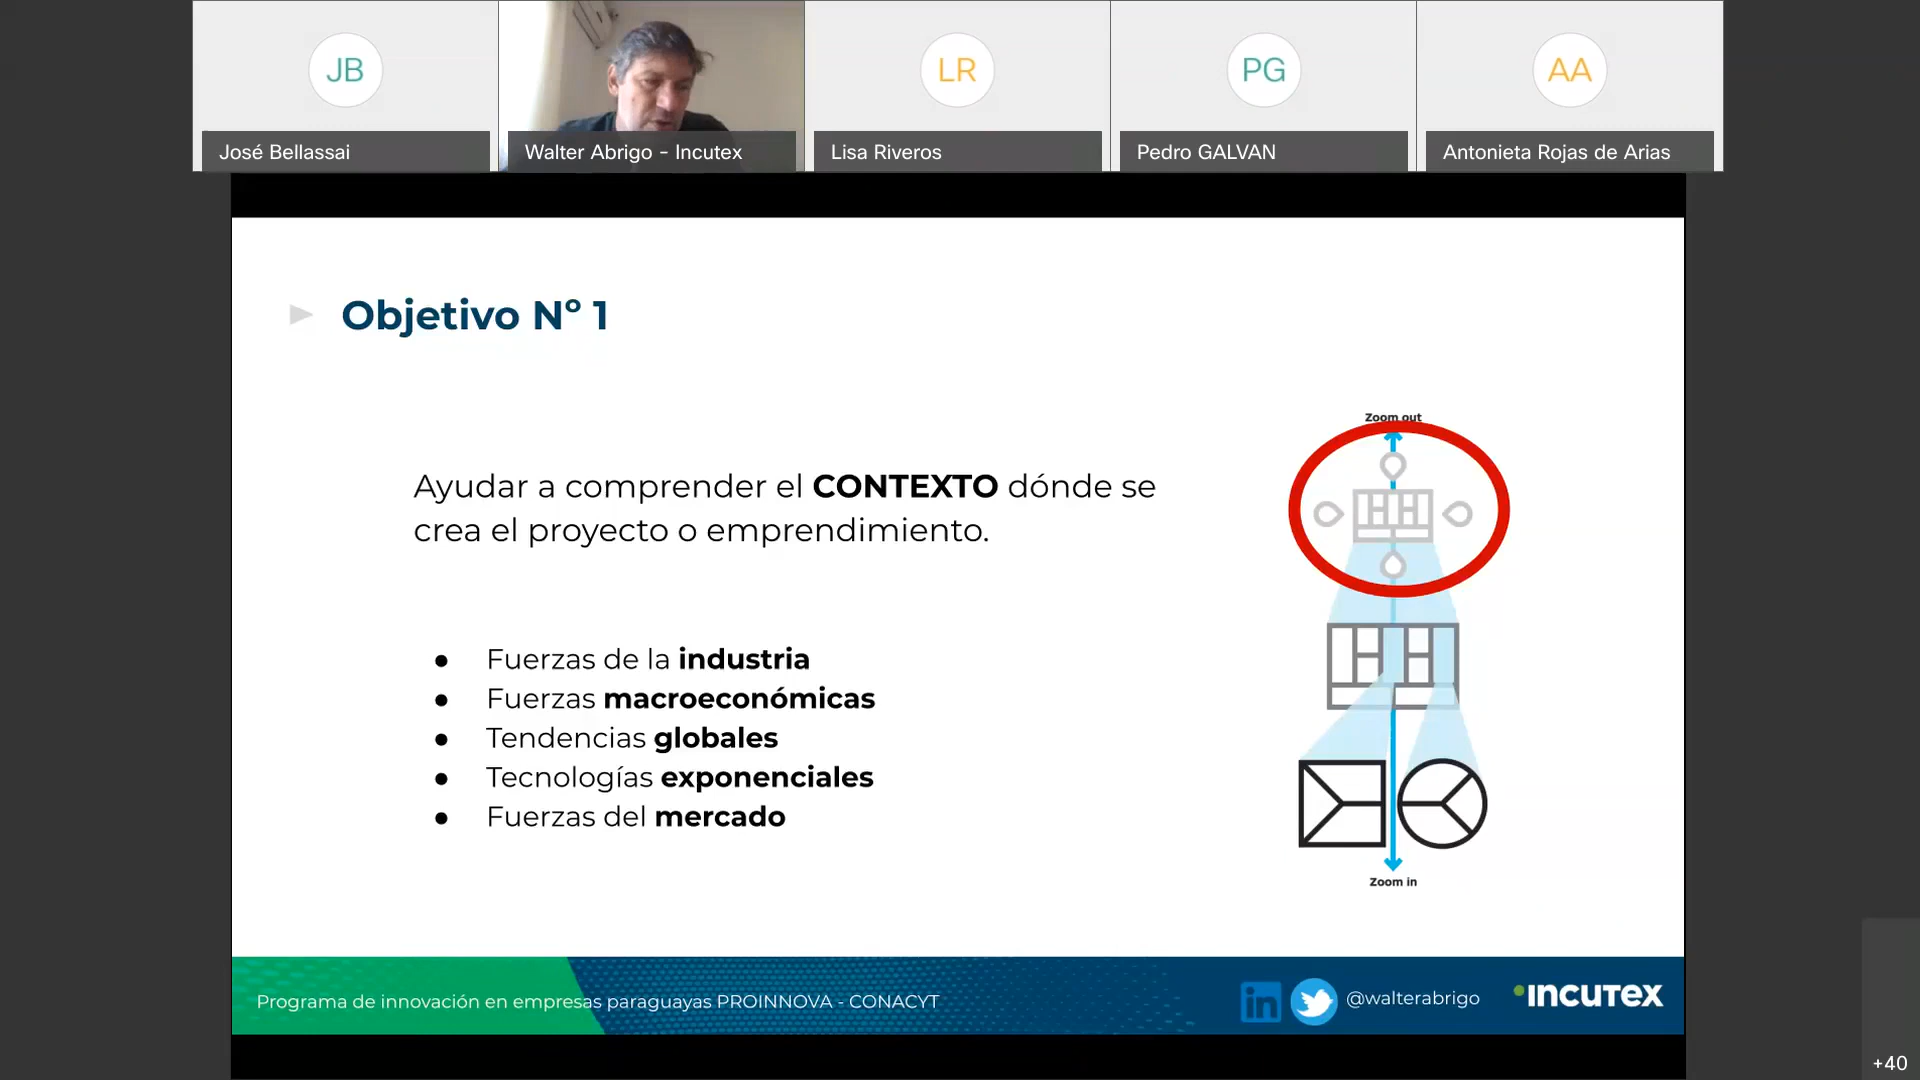 JB
LR
PG
AA
José Bellassai
Walter Abrigo - Incutex
Lisa Riveros
Pedro GALVAN
Antonieta Rojas de Arias
Objetivo Nº 1
Zoom out
Ayudar a comprender el CONTEXTO dónde se
crea el proyecto o emprendimiento.
● Fuerzas de la industria
● Fuerzas macroeconómicas
● Tendencias globales
● Tecnologías exponenciales
● Fuerzas del mercado
Zoom in
Programa de innovación en empresas paraguayas PROINNOVA - CONACYT
in
@walterabrigo
INCUTEX
+40